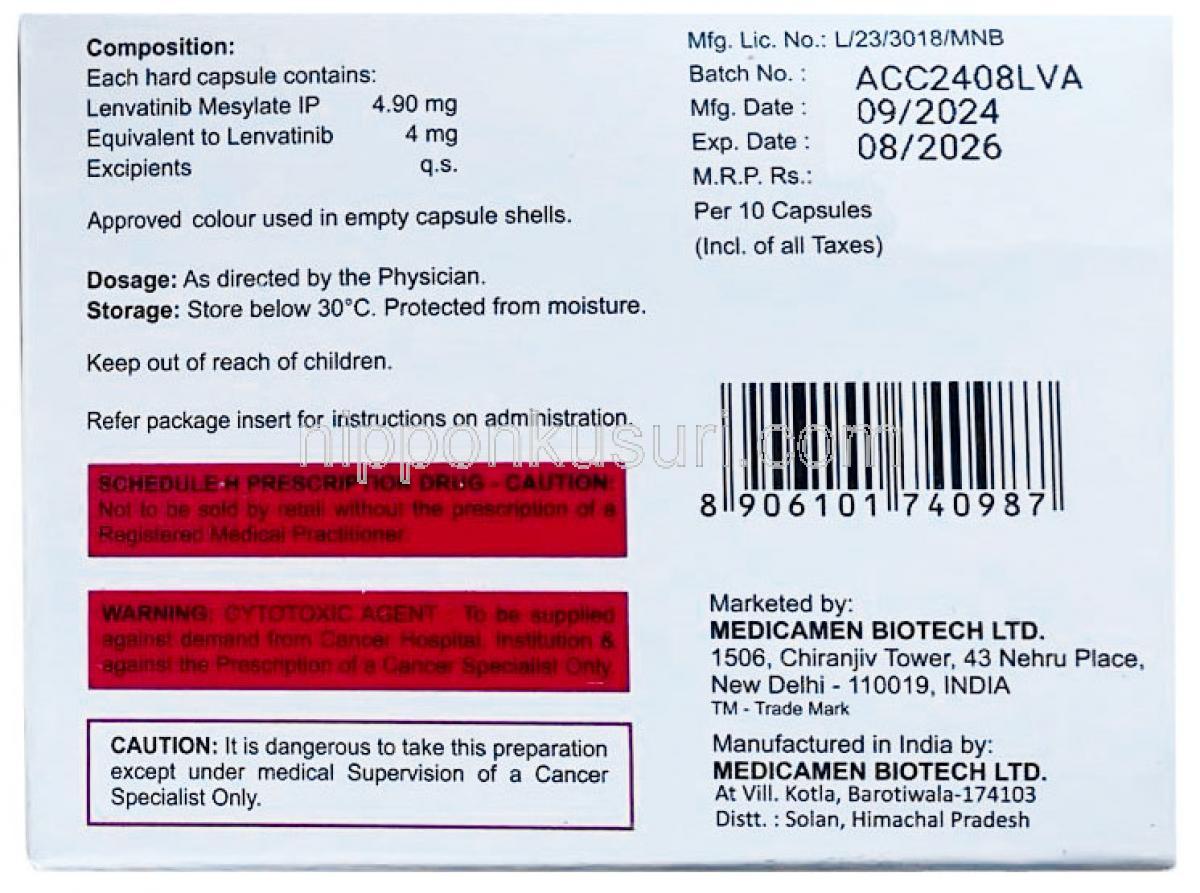 Composition:
Each hard capsule contains:
Lenvatinib Mesylate IP 4.90 mg
Equivalent to Lenvatinib 4 mg
Excipients q.s.
Approved colour used in empty capsule shells.
Dosage: As directed by the Physician.
Storage: Store below 30°C. Protected from moisture.
Keep out of reach of children.
Refer package insert for instructions on administration.
SCHEDULE-H PRESCRIPTION DRUG - CAUTION:
Not to be sold by retail without the prescription of a
Registered Medical Practitioner.
WARNING: CYTOTOXIC AGENT : To be supplied
against demand from Cancer Hospital, Institution &
against the Prescription of a Cancer Specialist Only.
CAUTION: It is dangerous to take this preparation
except under medical Supervision of a Cancer
Specialist Only.
Mfg. Lic. No.: L/23/3018/MNB
Batch No. : ACC2408LVA
Mfg. Date : 09/2024
Exp. Date : 08/2026
M.R.P. Rs.:
Per 10 Capsules
(Incl. of all Taxes)
8 906101 740987
Marketed by:
MEDICAMEN BIOTECH LTD.
1506, Chiranjiv Tower, 43 Nehru Place,
New Delhi - 110019, INDIA
TM - Trade Mark
Manufactured in India by:
MEDICAMEN BIOTECH LTD.
At Vill. Kotla, Barotiwala-174103
Distt. : Solan, Himachal Pradesh
nipponkusuri.com